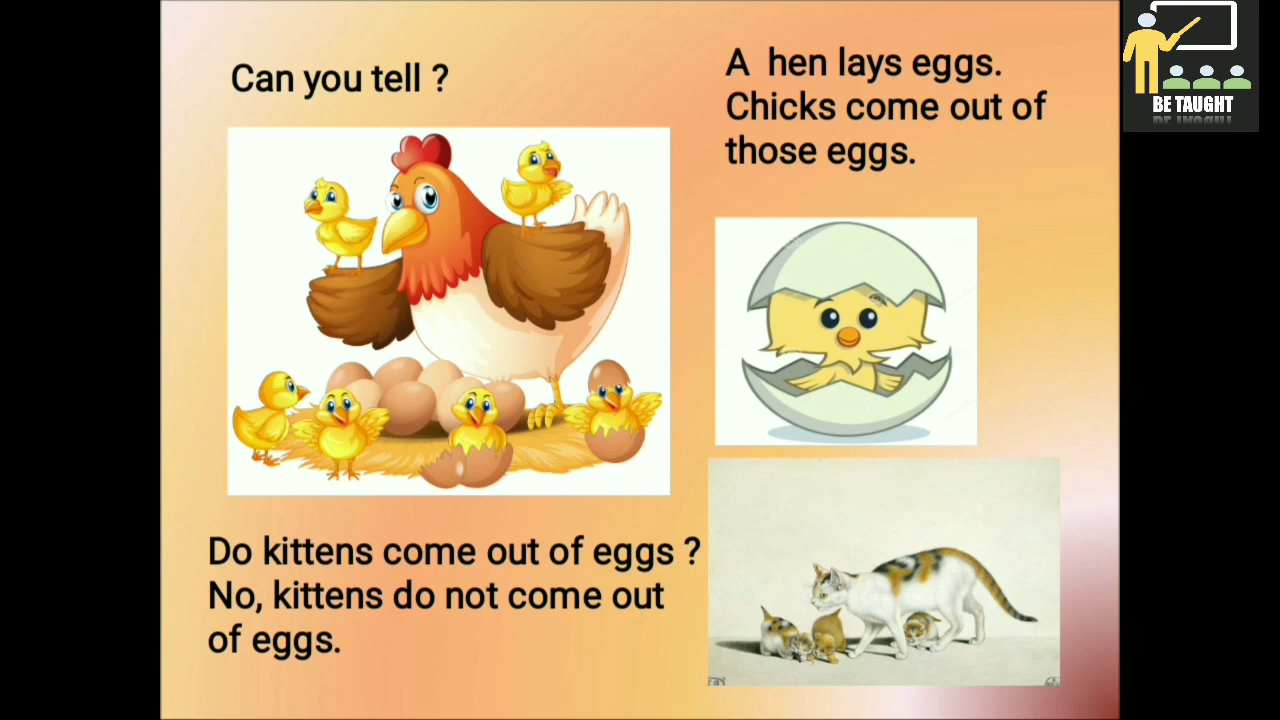 Can you tell ?
A  hen lays eggs.
Chicks come out of
those eggs.
Do kittens come out of eggs ?
No, kittens do not come out
of eggs.
BE TAUGHT